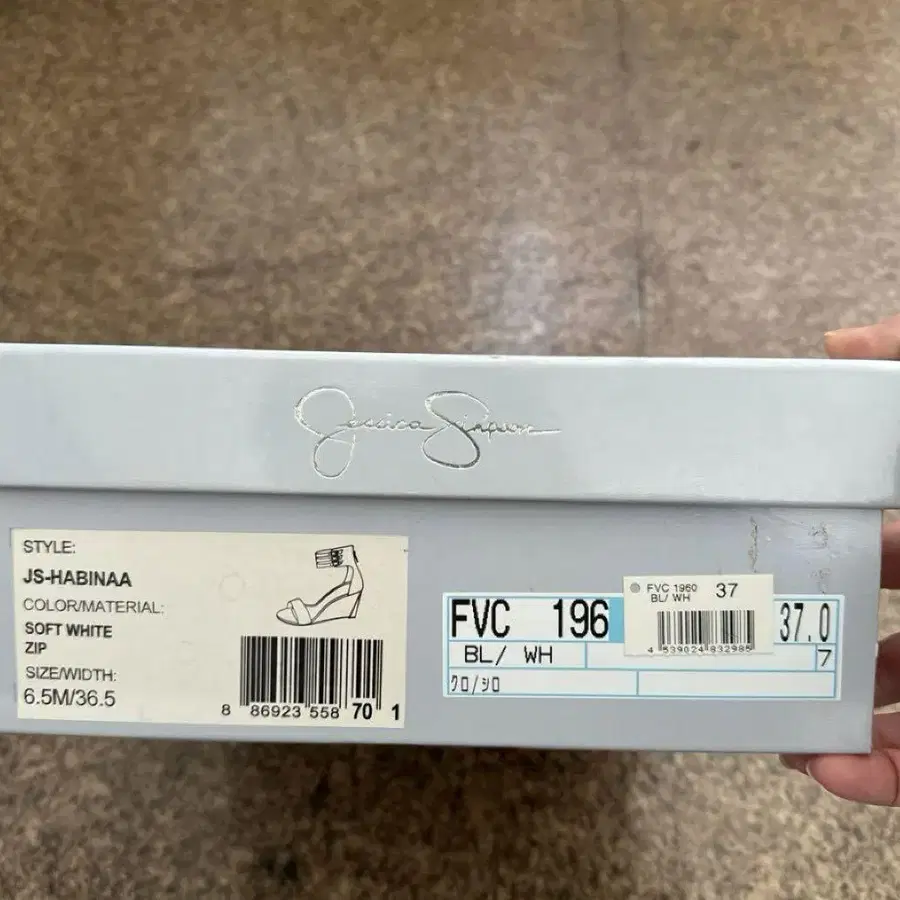 Jessica Simpson
STYLE:
JS-HABINAA
COLOR/MATERIAL:
SOFT WHITE
ZIP
SIZE/WIDTH:
6.5M/36.5
8 86923 558 70 1
FVC 196
37.0
BL/ WH
7
クロ/シロ
FVC 1960 37
BL/ WH
4 539024 832985